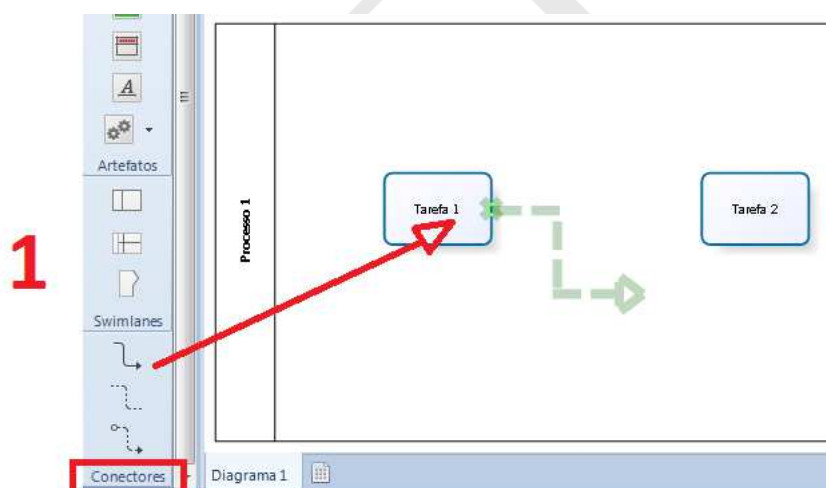 A
Artefatos
Processo 1
Tarefa 1
Tarefa 2
1
Swimlanes
Conectores
Diagrama 1